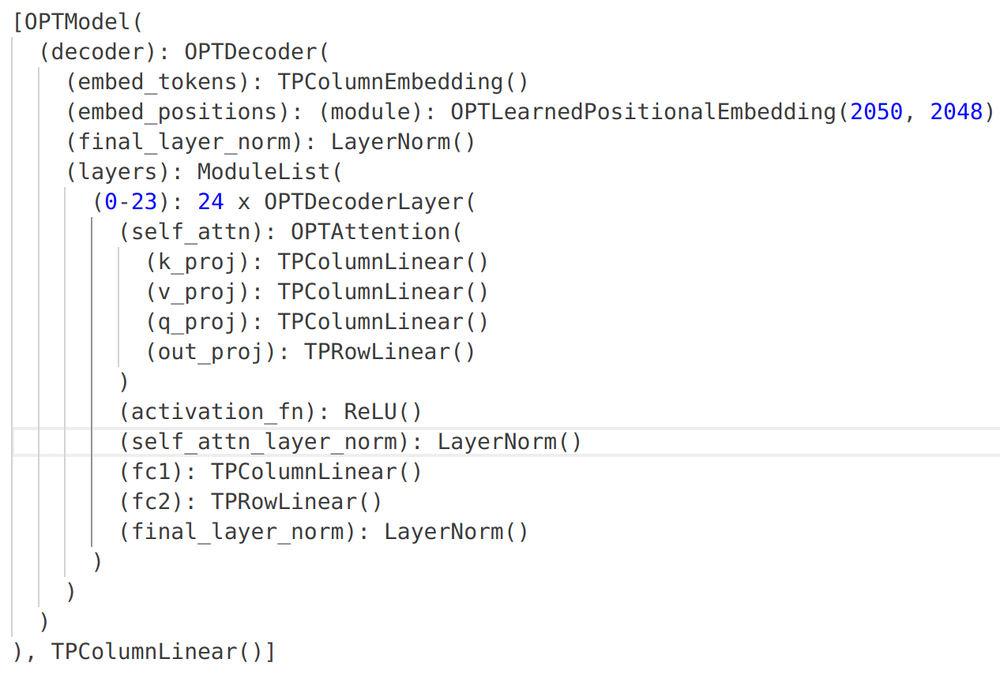 [OPTModel(
(decoder): OPTDecoder(
(embed_tokens): TPColumnEmbedding()
(embed_positions): (module): OPTLearnedPositionalEmbedding(2050, 2048)
(final_layer_norm): LayerNorm()
(layers): ModuleList(
(0-23): 24 x OPTDecoderLayer(
(self_attn): OPTAttention(
(k_proj): TPColumnLinear()
(v_proj): TPColumnLinear()
(q_proj): TPColumnLinear()
(out_proj): TPRowLinear()
)
(activation_fn): ReLU()
(self_attn_layer_norm): LayerNorm()
(fc1): TPColumnLinear()
(fc2): TPRowLinear()
(final_layer_norm): LayerNorm()
)
)
)
), TPColumnLinear()]